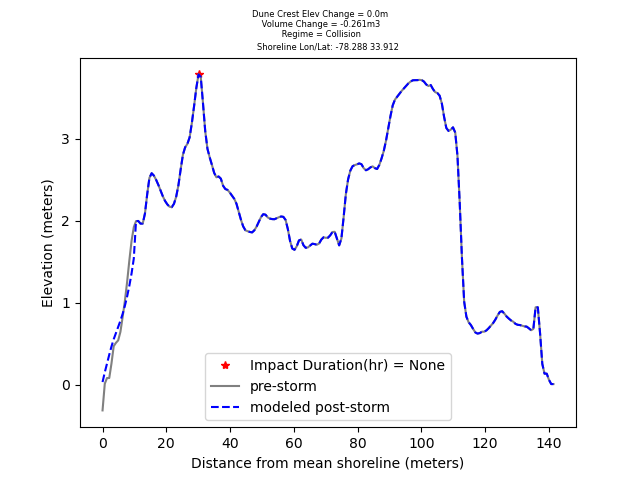 Dune Crest Elev Change = 0.0m
Volume Change = -0.261m3
Regime = Collision
Shoreline Lon/Lat: -78.288 33.912
Elevation (meters)
3
2
1
0
Impact Duration(hr) = None
pre-storm
modeled post-storm
0 20 40 60 80 100 120 140
Distance from mean shoreline (meters)